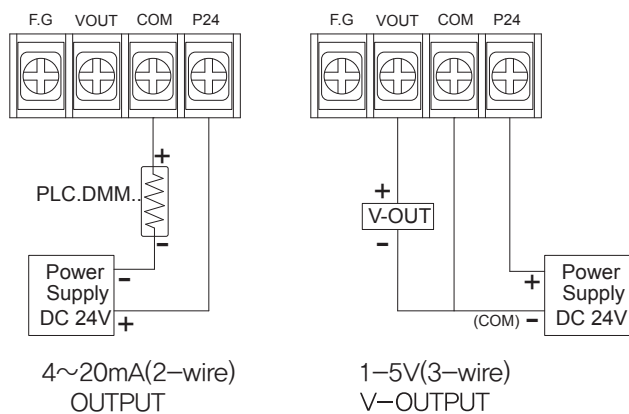 F.G VOUT COM P24
+
PLC.DMM..
-
Power
Supply
DC 24V
-
+
4~20mA(2-wire)
OUTPUT
F.G VOUT COM P24
+
V-OUT
-
+
(COM) -
Power
Supply
DC 24V
1-5V(3-wire)
V-OUTPUT